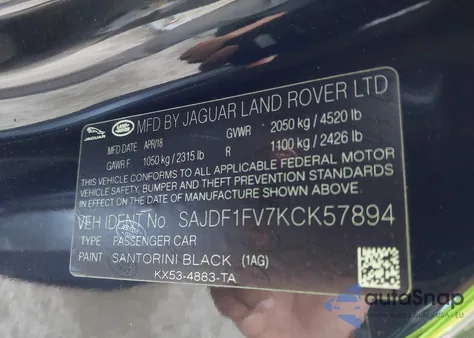 JAGUAR LAND ROVER MFD BY JAGUAR LAND ROVER LTD
MFD DATE APR/18 GVWR 2050 kg / 4520 lb
GAWR F 1050 kg / 2315 lb R 1100 kg / 2426 lb
THIS VEHICLE CONFORMS TO ALL APPLICABLE FEDERAL MOTOR
VEHICLE SAFETY, BUMPER AND THEFT PREVENTION STANDARDS
IN EFFECT ON THE DATE OF MANUFACTURE SHOWN ABOVE.
VEH IDENT No SAJDF1FV7KCK57894
TYPE PASSENGER CAR
PAINT SANTORINI BLACK (1AG)
KX53-4883-TA
autoSnap